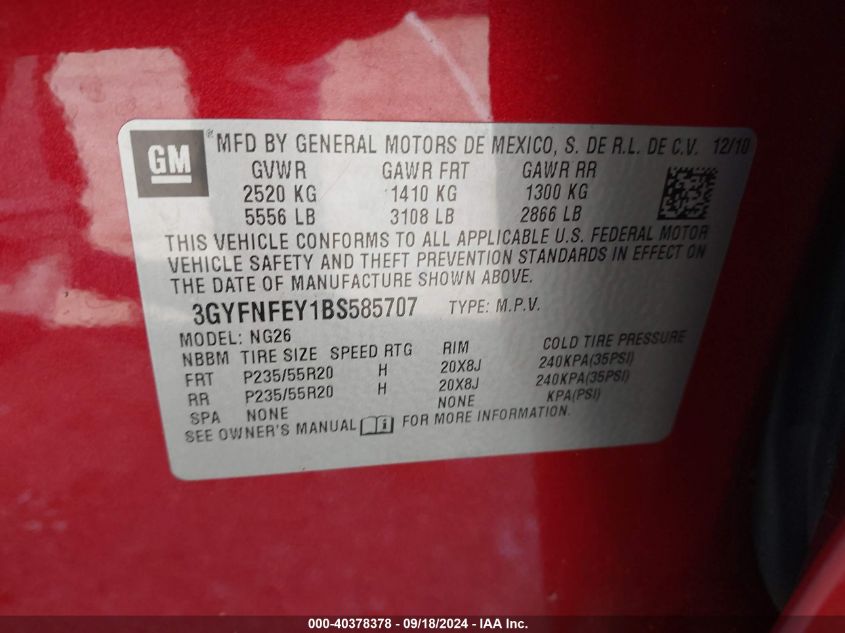 GM ® MFD BY GENERAL MOTORS DE MEXICO, S. DE R.L. DE C.V. 12/10
GVWR GAWR FRT GAWR RR
2520 KG 1410 KG 1300 KG
5556 LB 3108 LB 2866 LB
THIS VEHICLE CONFORMS TO ALL APPLICABLE U.S. FEDERAL MOTOR
VEHICLE SAFETY AND THEFT PREVENTION STANDARDS IN EFFECT ON
THE DATE OF MANUFACTURE SHOWN ABOVE.
3GYFNFEY1BS585707 TYPE: M.P.V.
MODEL: NG26
NBBM TIRE SIZE SPEED RTG RIM COLD TIRE PRESSURE
FRT P235/55R20 H 20X8J 240KPA(35PSI)
RR P235/55R20 H 20X8J 240KPA(35PSI)
SPA NONE NONE KPA(PSI)
SEE OWNER'S MANUAL i FOR MORE INFORMATION.
000-40378378 - 09/18/2024 - IAA Inc.